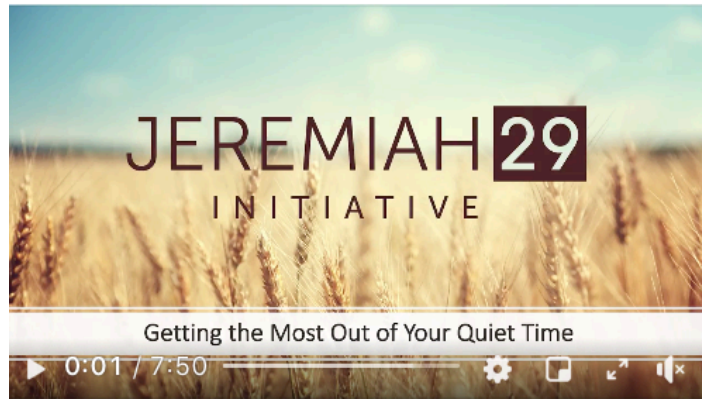 JEREMIAH 29
INITIATIVE
Getting the Most Out of Your Quiet Time
0:01 / 7:50